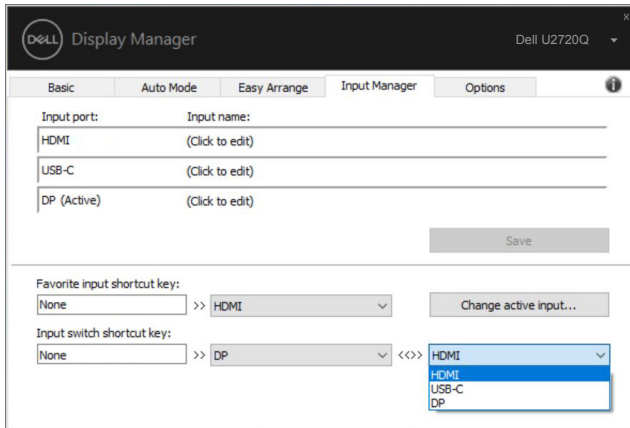 DELL Display Manager Dell U2720Q
Basic Auto Mode Easy Arrange Input Manager Options
Input port: Input name:
HDMI (Click to edit)
USB-C (Click to edit)
DP (Active) (Click to edit)
Save
Favorite input shortcut key:
None >> HDMI Change active input...
Input switch shortcut key:
None >> DP <<>> HDMI
HDMI
USB-C
DP